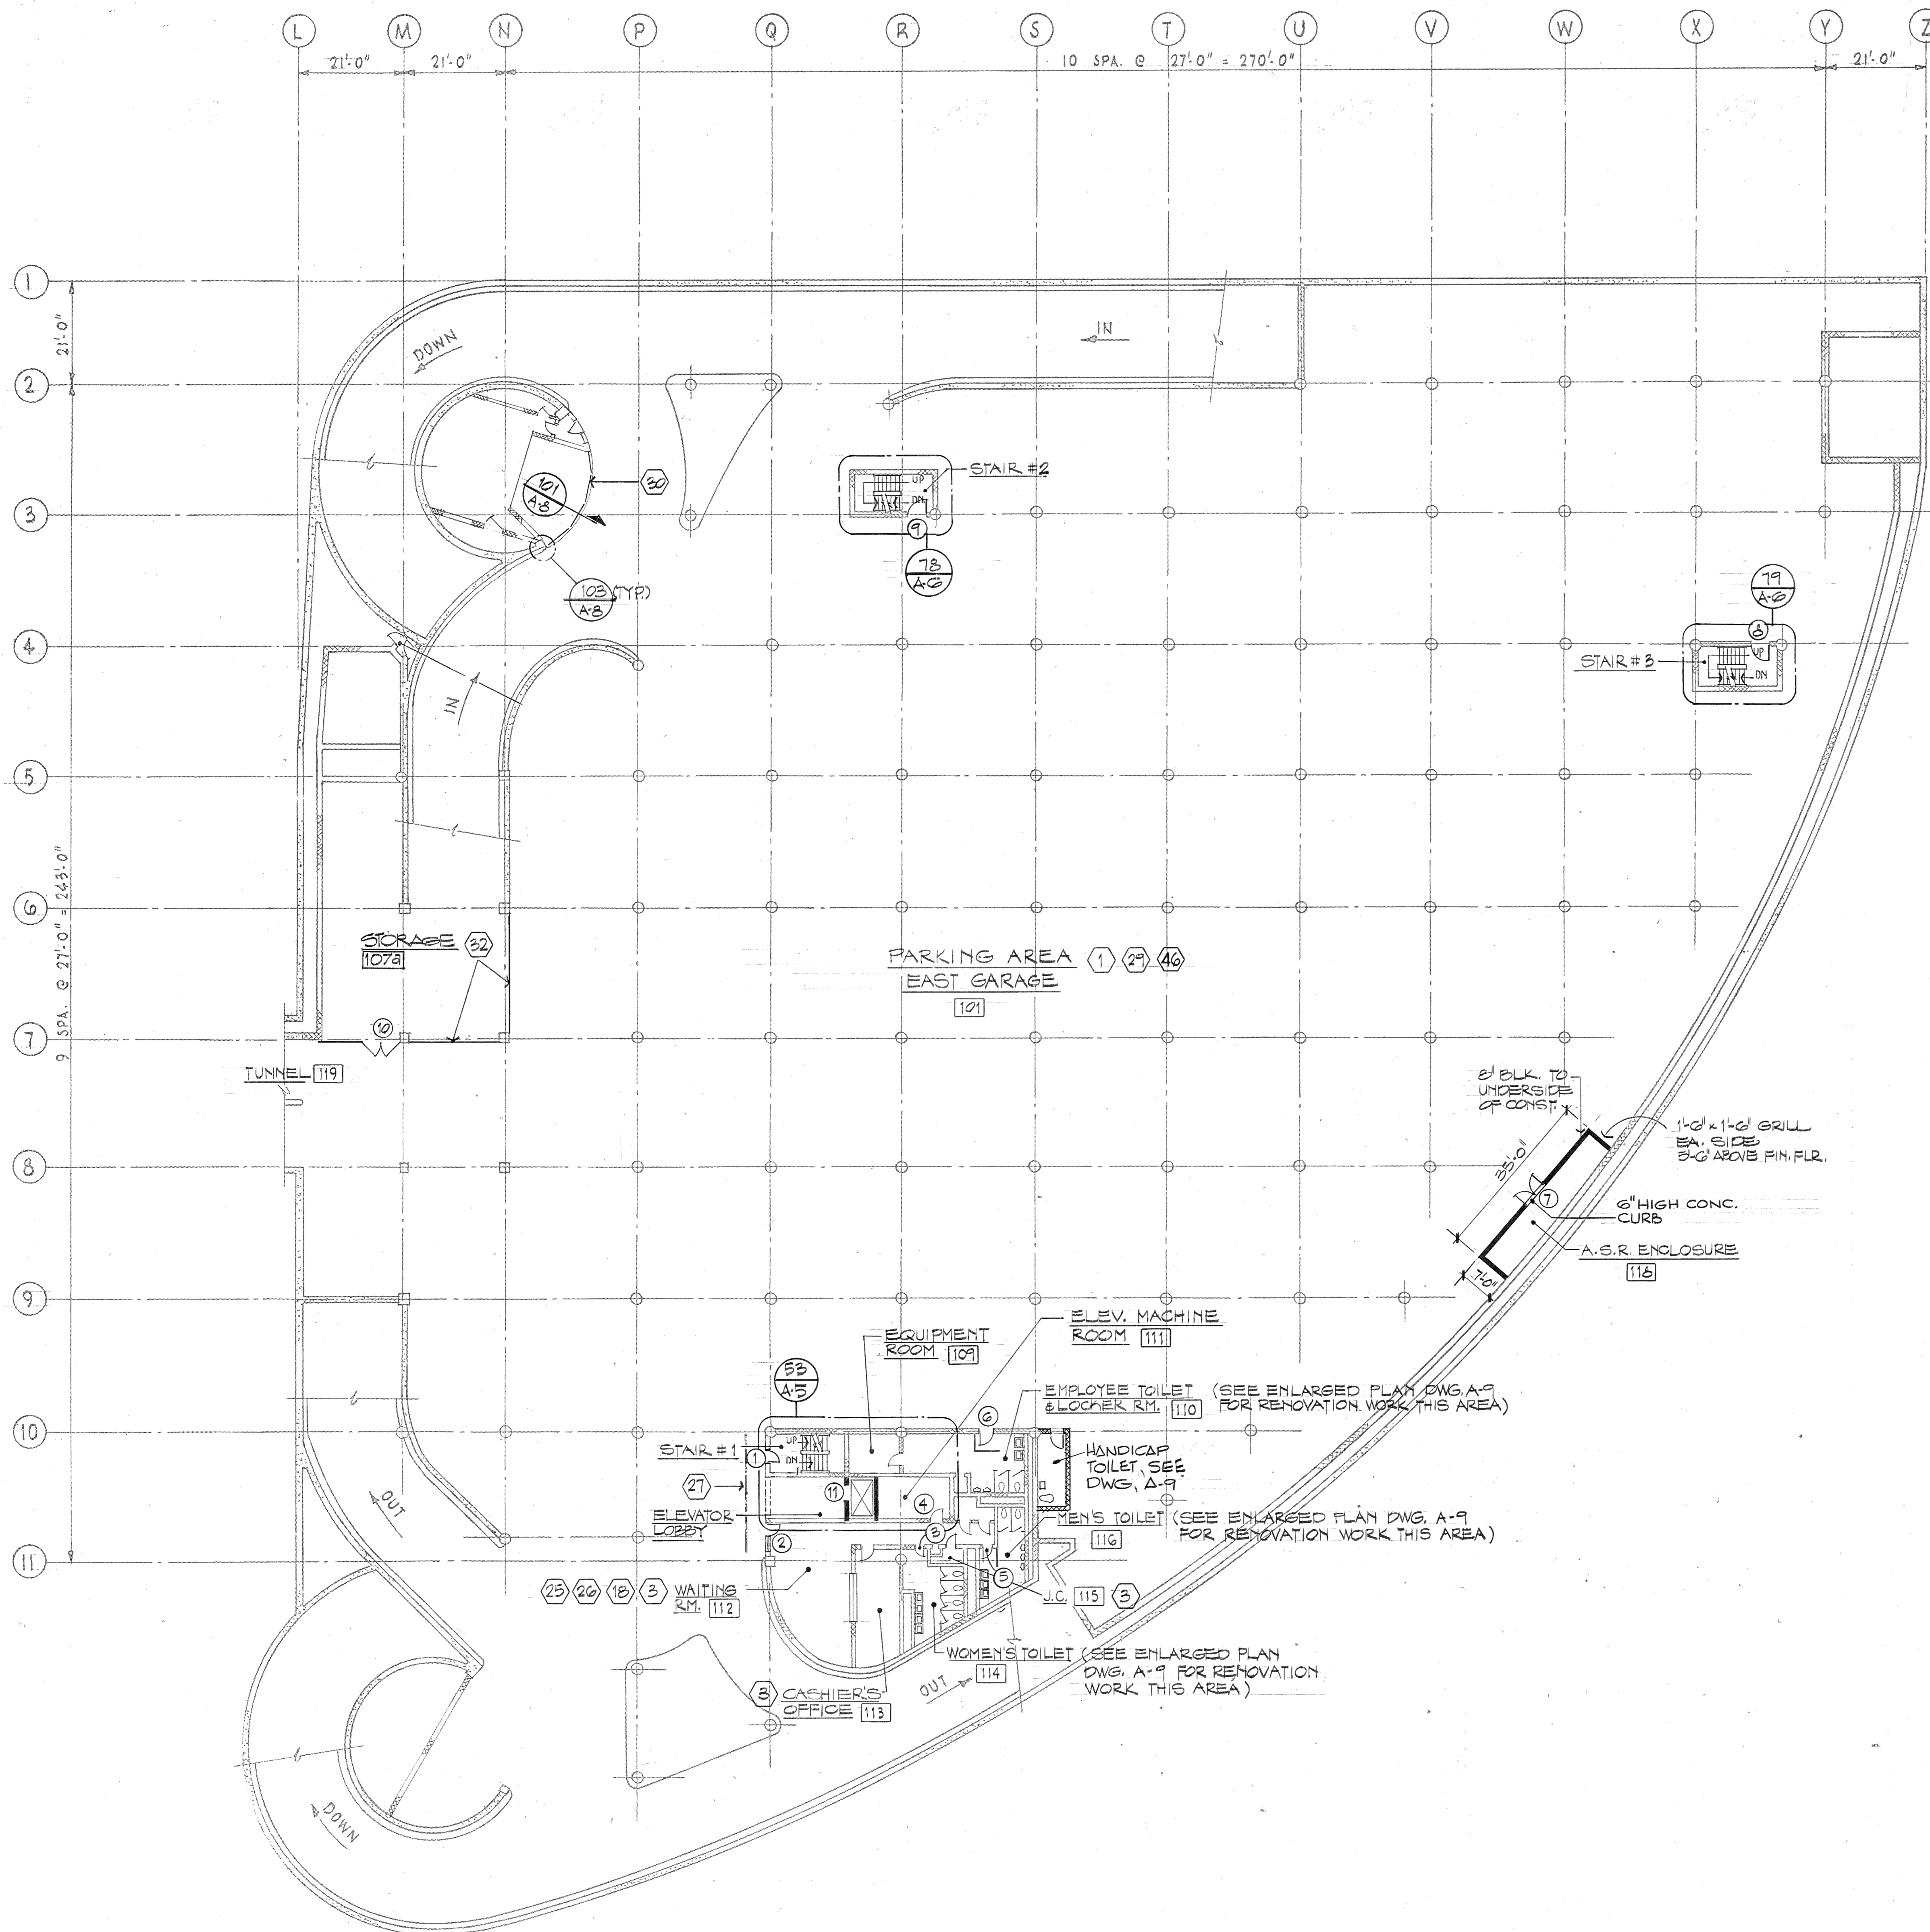 L M N P Q R S T U V W X Y Z
21'-0" 21'-0" 10 SPA. @ 27'-0" = 270'-0" 21'-0"
1
21'-0"
IN
DOWN
2
STAIR #2
UP
DN
101
A-8
30
3
9
78
A-6
79
A-6
103 (TYP.)
A-8
8
4
STAIR #3
UP
DN
IN
5
9 SPA. @ 27'-0" = 243'-0"
6
STORAGE 32
107a
PARKING AREA 1 29 46
EAST GARAGE
101
10
7
TUNNEL 119
8" BLK. TO
UNDERSIDE
OF CONST.
1'-6" x 1'-6" GRILL
EA. SIDE
5'-6" ABOVE FIN. FLR.
35'-0"
8
7
6" HIGH CONC.
CURB
A.S.R. ENCLOSURE
118
7'-0"
9
ELEV. MACHINE
ROOM 111
EQUIPMENT
ROOM 109
53
A-5
EMPLOYEE TOILET (SEE ENLARGED PLAN DWG. A-9
& LOCKER RM. 110 FOR RENOVATION WORK THIS AREA)
6
10
STAIR #1
UP
DN
1
HANDICAP
TOILET, SEE
DWG, A-9
27
11
4
ELEVATOR
LOBBY
MEN'S TOILET (SEE ENLARGED PLAN DWG. A-9
116 FOR RENOVATION WORK THIS AREA)
OUT
3
2
11
5
25 26 18 3 WAITING
RM. 112
J.C. 115 3
WOMEN'S TOILET (SEE ENLARGED PLAN
114 DWG. A-9 FOR RENOVATION
WORK THIS AREA)
OUT
3 CASHIER'S
OFFICE 113
DOWN